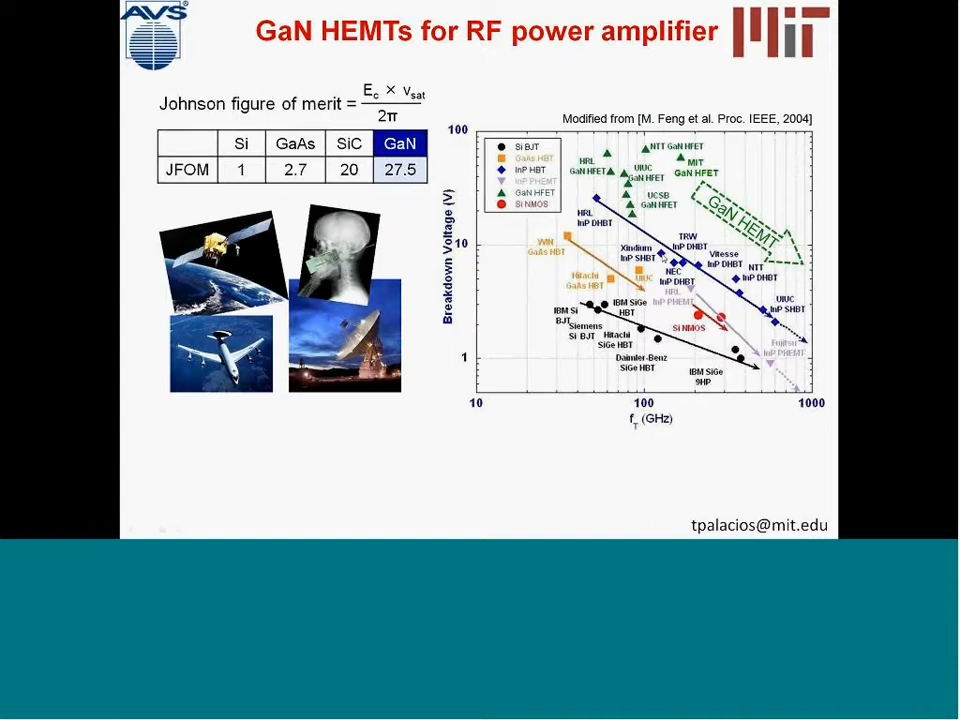 AVS
GaN HEMTs for RF power amplifier
MIT
Johnson figure of merit = Ec × vsat
2π
Si GaAs SiC GaN
JFOM 1 2.7 20 27.5
Modified from [M. Feng et al. Proc. IEEE, 2004]
Breakdown Voltage (V)
100
10
1
Si BJT
GaAs HBT
InP HBT
InP PHEMT
GaN HFET
Si NMOS
HRL
GaN HFET
NTT GaN HFET
MIT
GaN HFET
UIUC
GaN HFET
UCSB
GaN HFET
GaN HEMT
HRL
InP DHBT
WIN
GaAs HBT
Xindium
InP SHBT
TRW
InP DHBT
Vitesse
InP DHBT
NTT
InP DHBT
Hitachi
GaAs HBT
UIUC
NEC
InP DHBT
HRL
InP PHEMT
UIUC
InP SHBT
IBM Si
BJT
IBM SiGe
HBT
Siemens
Si BJT
Hitachi
SiGe HBT
Si NMOS
Fujitsu
InP PHEMT
Daimler-Benz
SiGe HBT
IBM SiGe
9HP
10 100 1000
fT (GHz)
tpalacios@mit.edu